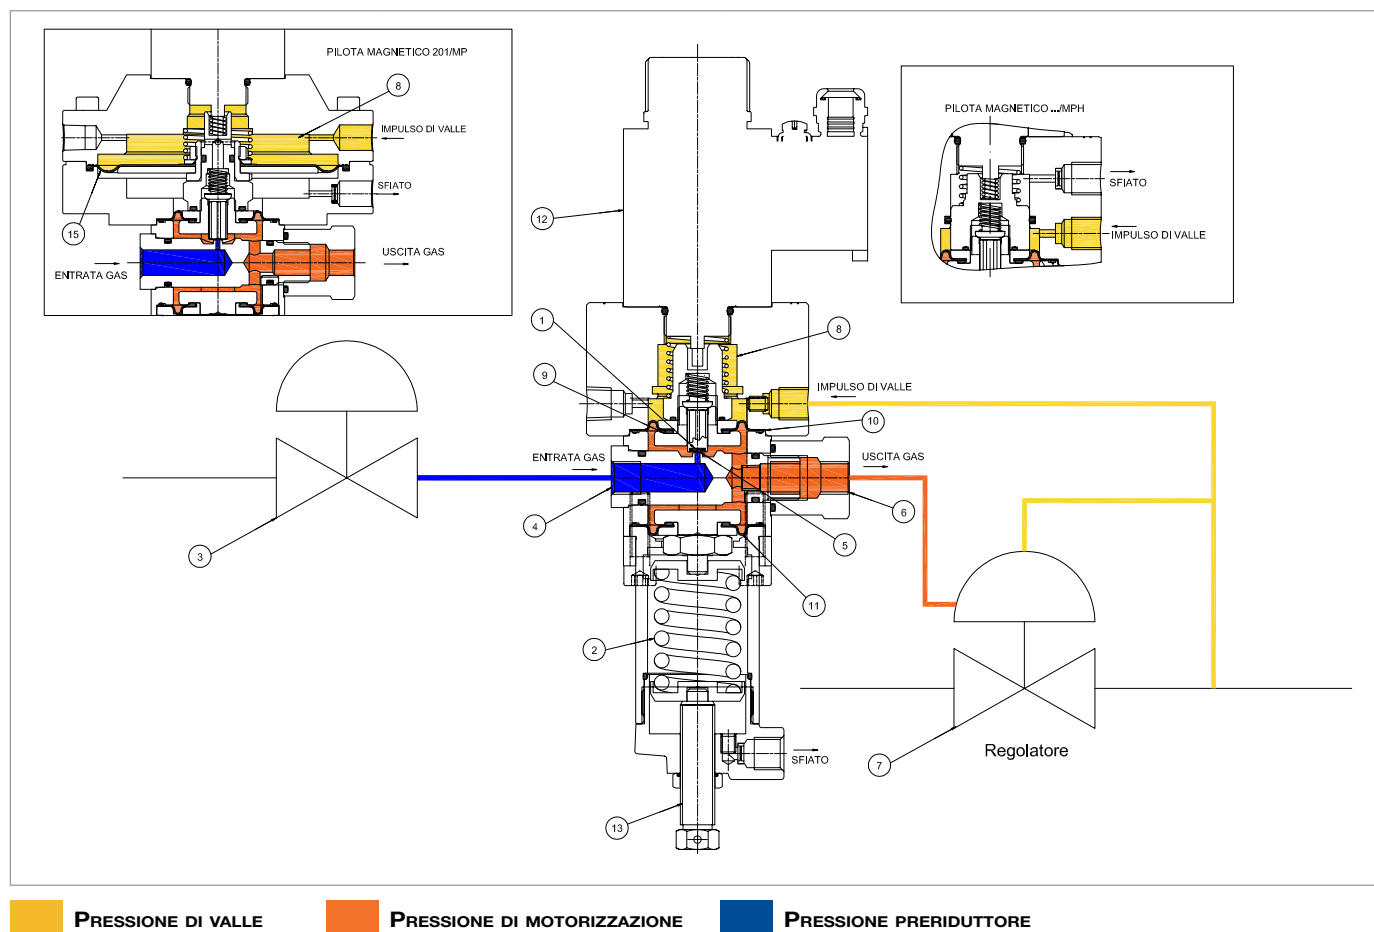 PILOTA MAGNETICO 201/MP
8
IMPULSO DI VALLE
SFIATO
15
USCITA GAS
ENTRATA GAS
PILOTA MAGNETICO .../MPH
SFIATO
IMPULSO DI VALLE
12
1
8
9
IMPULSO DI VALLE
10
ENTRATA GAS
USCITA GAS
4
6
3
5
11
2
Regolatore
7
SFIATO
13
PRESSIONE DI VALLE
PRESSIONE DI MOTORIZZAZIONE
PRESSIONE PRERIDUTTORE